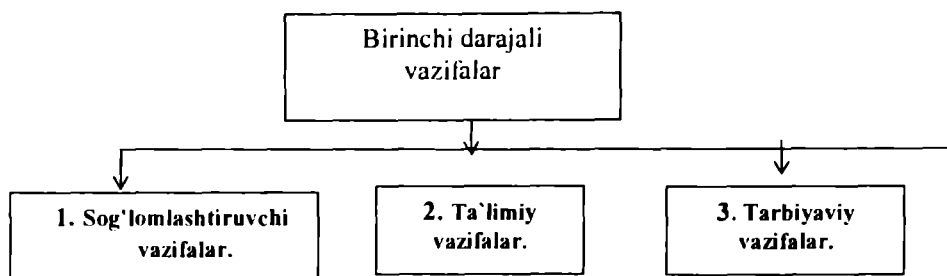 Birinchi darajali
vazifalar
1. Sog'lomlashtiruvchi
vazifalar.
2. Ta`limiy
vazifalar.
3. Tarbiyaviy
vazifalar.